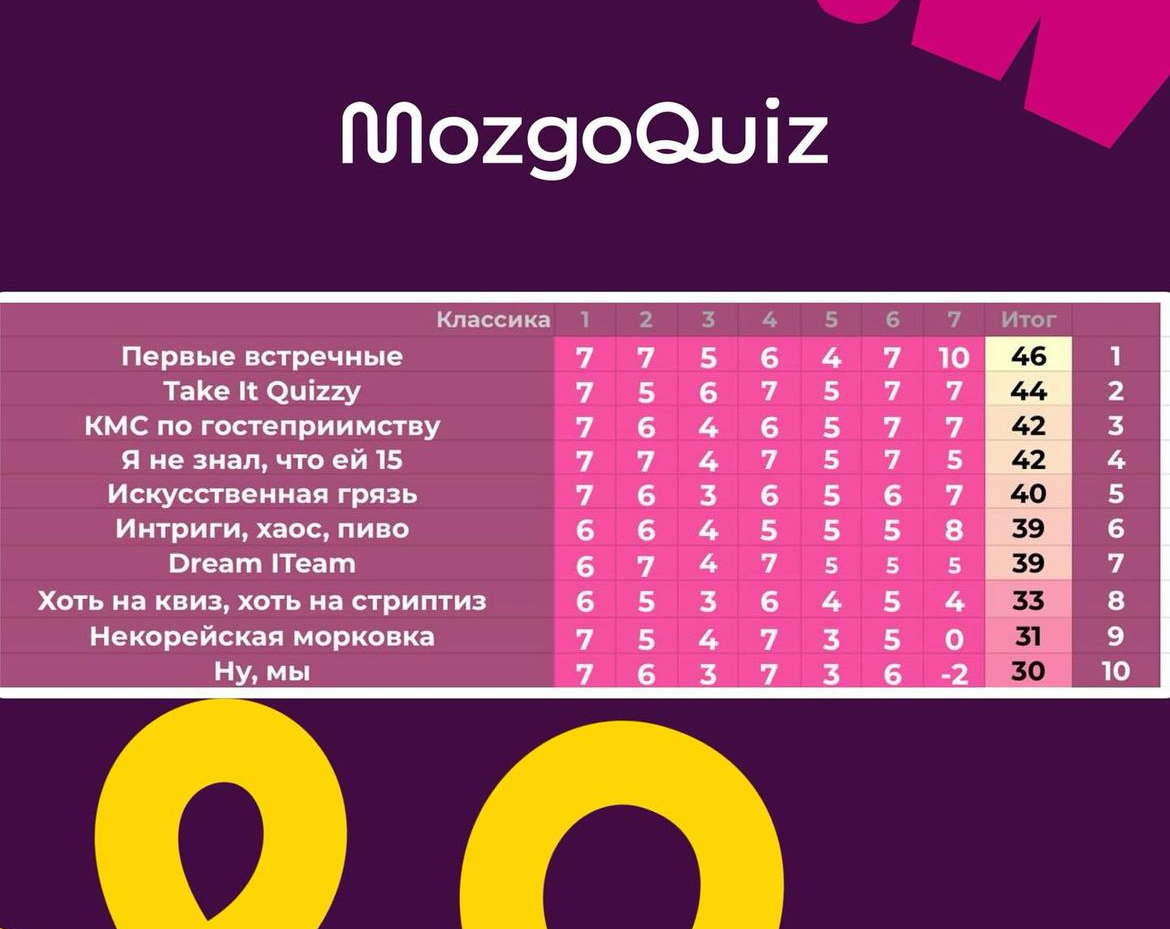 MozgoQuiz
Классика 1 2 3 4 5 6 7 Итог
Первые встречные 7 7 5 6 4 7 10 46 1
Take It Quizzy 7 5 6 7 5 7 7 44 2
КМС по гостеприимству 7 6 4 6 5 7 7 42 3
Я не знал, что ей 15 7 7 4 7 5 7 5 42 4
Искусственная грязь 7 6 3 6 5 6 7 40 5
Интриги, хаос, пиво 6 6 4 5 5 5 8 39 6
Dream ITeam 6 7 4 7 5 5 5 39 7
Хоть на квиз, хоть на стриптиз 6 5 3 6 4 5 4 33 8
Некорейская морковка 7 5 4 7 3 5 0 31 9
Ну, мы 7 6 3 7 3 6 -2 30 10